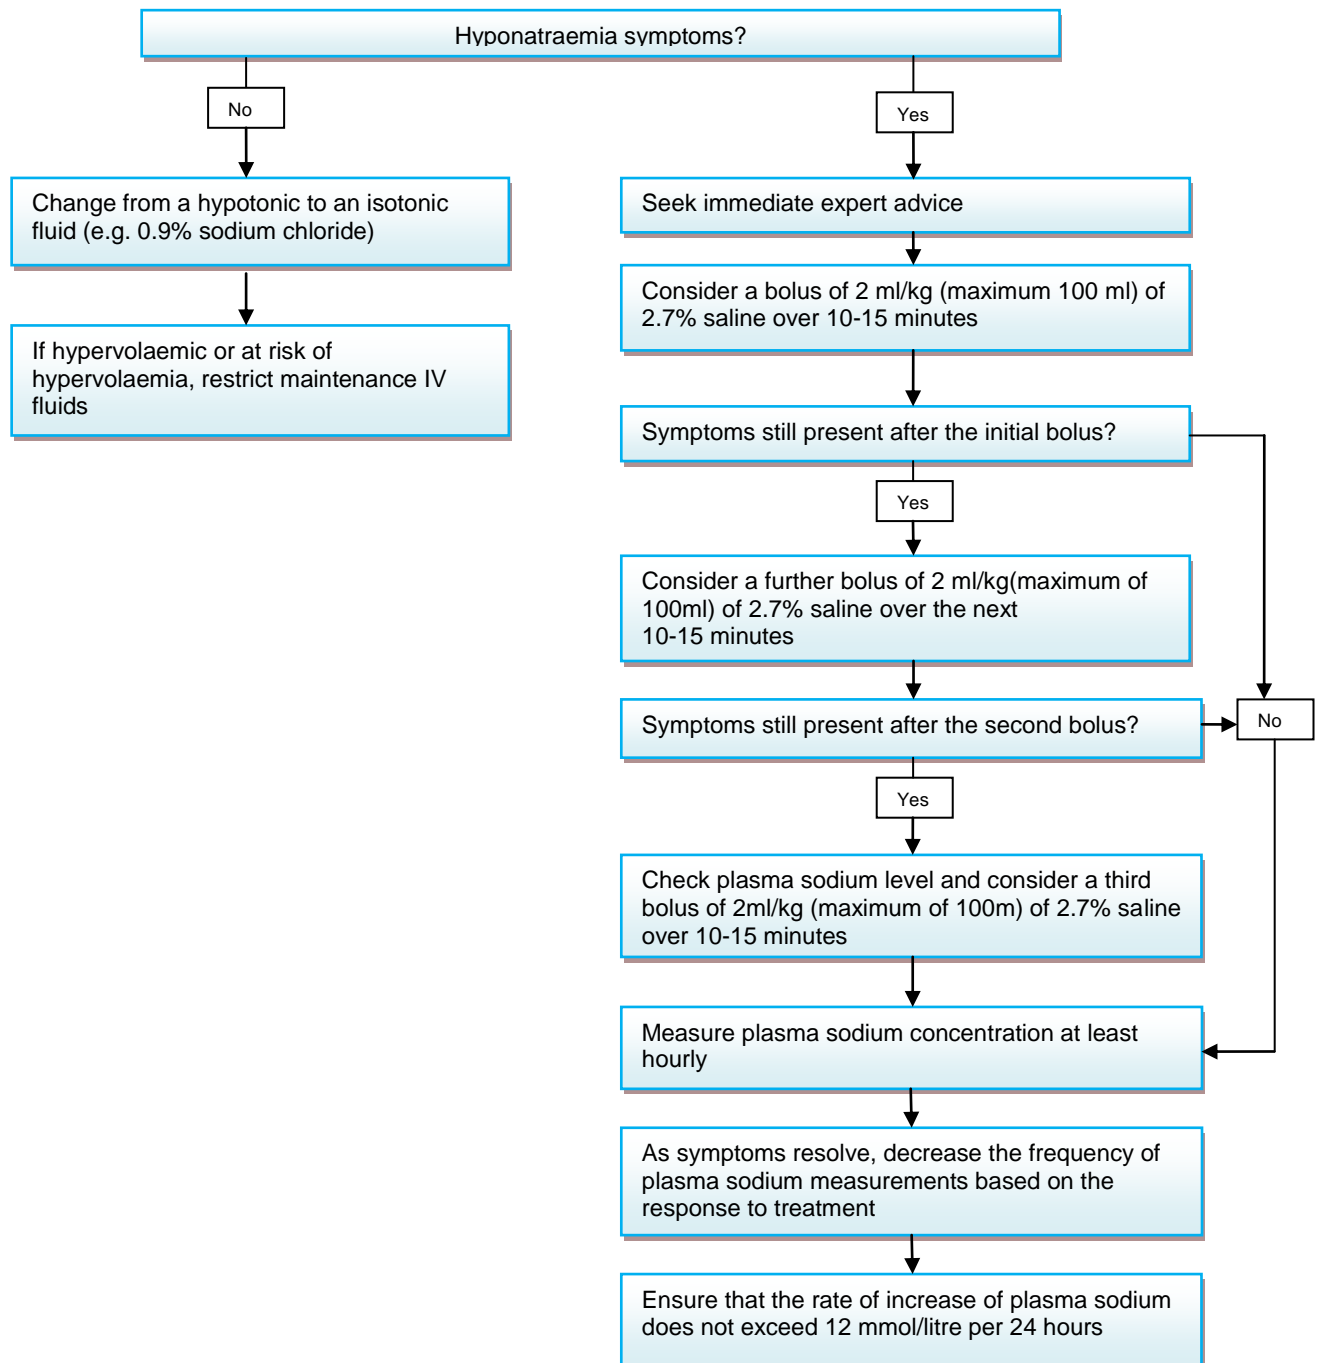 Hyponatraemia symptoms?
No
Yes
Change from a hypotonic to an isotonic
fluid (e.g. 0.9% sodium chloride)
If hypervolaemic or at risk of
hypervolaemia, restrict maintenance IV
fluids
Seek immediate expert advice
Consider a bolus of 2 ml/kg (maximum 100 ml) of
2.7% saline over 10-15 minutes
Symptoms still present after the initial bolus?
Yes
Consider a further bolus of 2 ml/kg(maximum of
100ml) of 2.7% saline over the next
10-15 minutes
Symptoms still present after the second bolus?
No
Yes
Check plasma sodium level and consider a third
bolus of 2ml/kg (maximum of 100m) of 2.7% saline
over 10-15 minutes
Measure plasma sodium concentration at least
hourly
As symptoms resolve, decrease the frequency of
plasma sodium measurements based on the
response to treatment
Ensure that the rate of increase of plasma sodium
does not exceed 12 mmol/litre per 24 hours